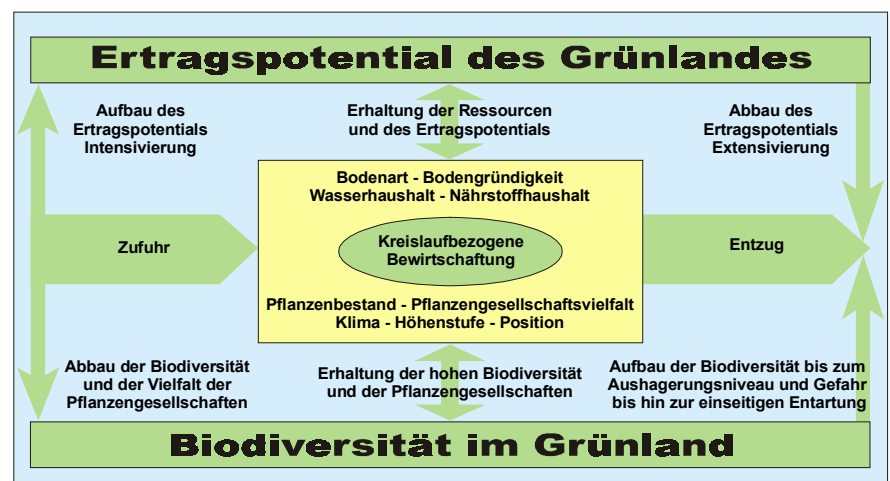 Ertragspotential des Grünlandes
Aufbau des
Ertragspotentials
Intensivierung
Erhaltung der Ressourcen
und des Ertragspotentials
Abbau des
Ertragspotentials
Extensivierung
Bodenart - Bodengründigkeit
Wasserhaushalt - Nährstoffhaushalt
Zufuhr
Kreislaufbezogene
Bewirtschaftung
Entzug
Pflanzenbestand - Pflanzengesellschaftsvielfalt
Klima - Höhenstufe - Position
Abbau der Biodiversität
und der Vielfalt der
Pflanzengesellschaften
Erhaltung der hohen Biodiversität
und der Pflanzengesellschaften
Aufbau der Biodiversität bis zum
Aushagerungsniveau und Gefahr
bis hin zur einseitigen Entartung
Biodiversität im Grünland